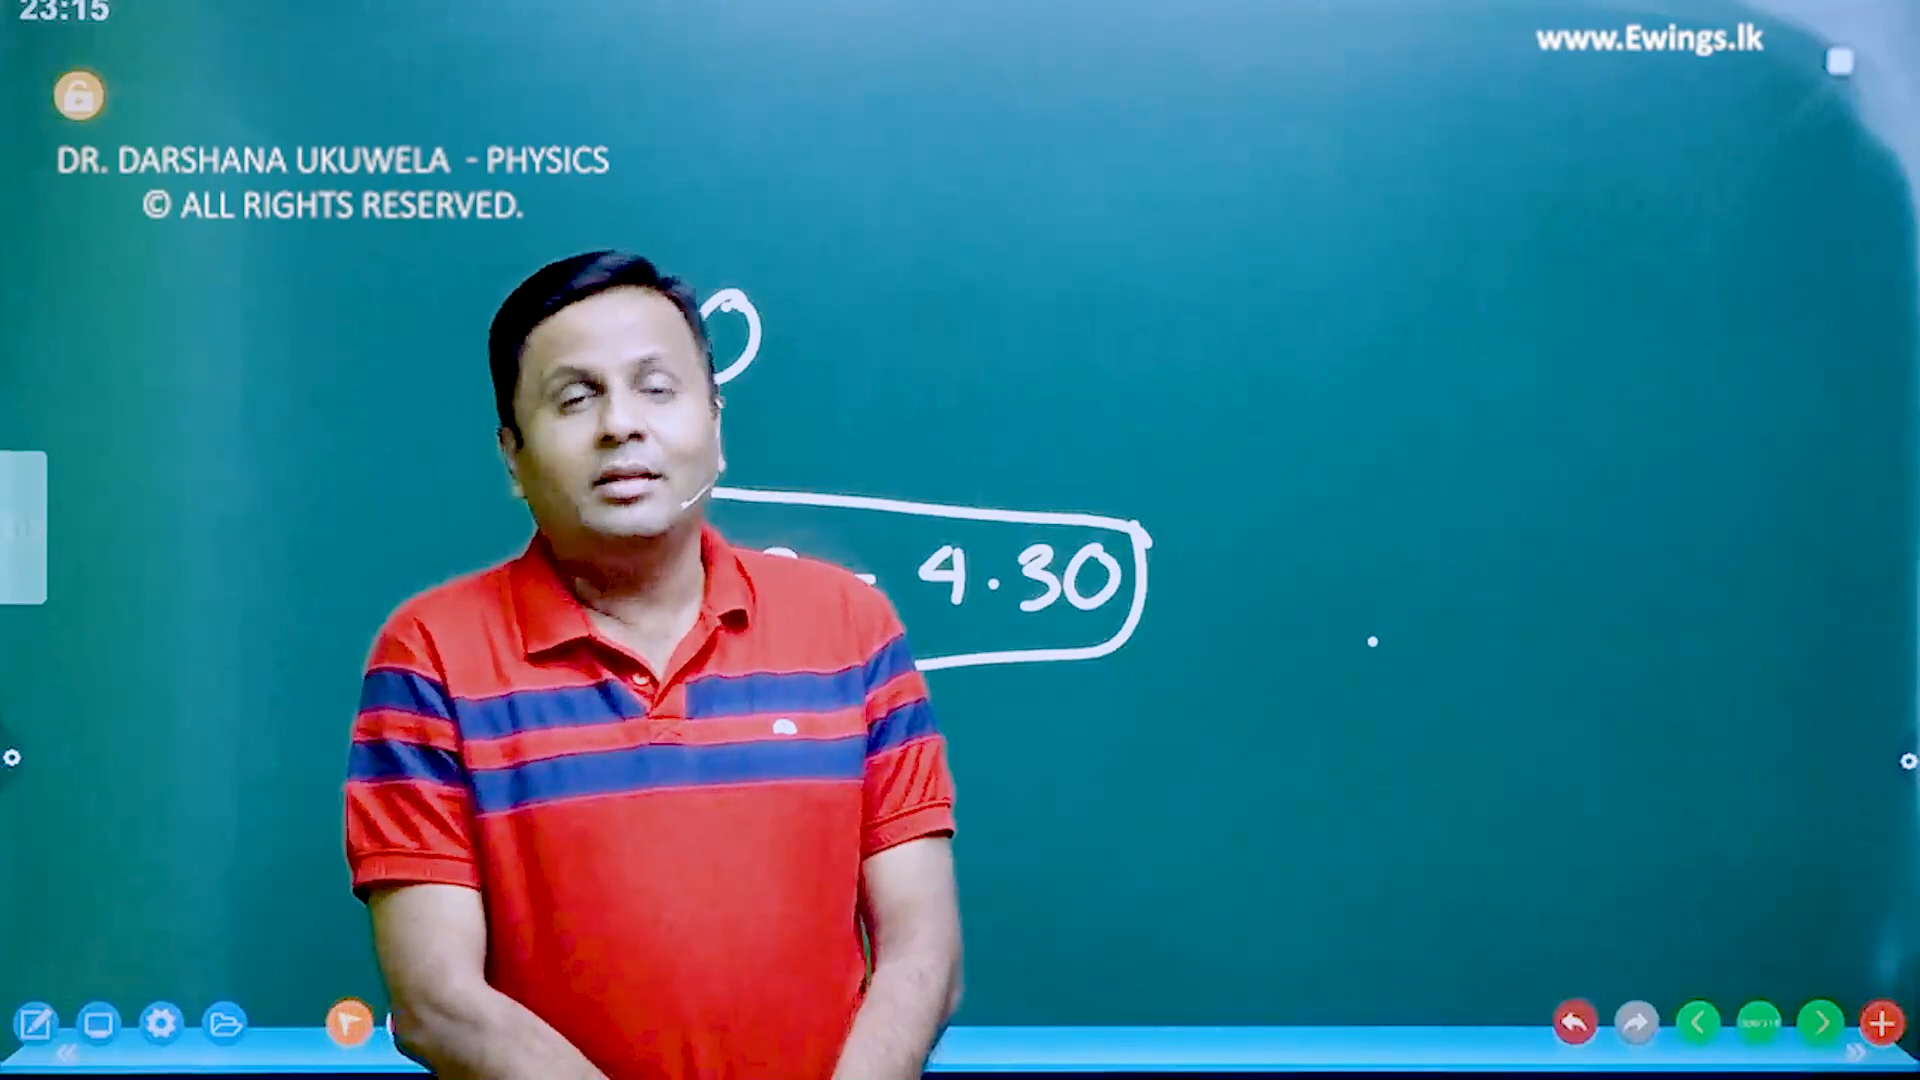 23:15
www.Ewings.lk
DR. DARSHANA UKUWELA - PHYSICS
© ALL RIGHTS RESERVED.
- 4.30